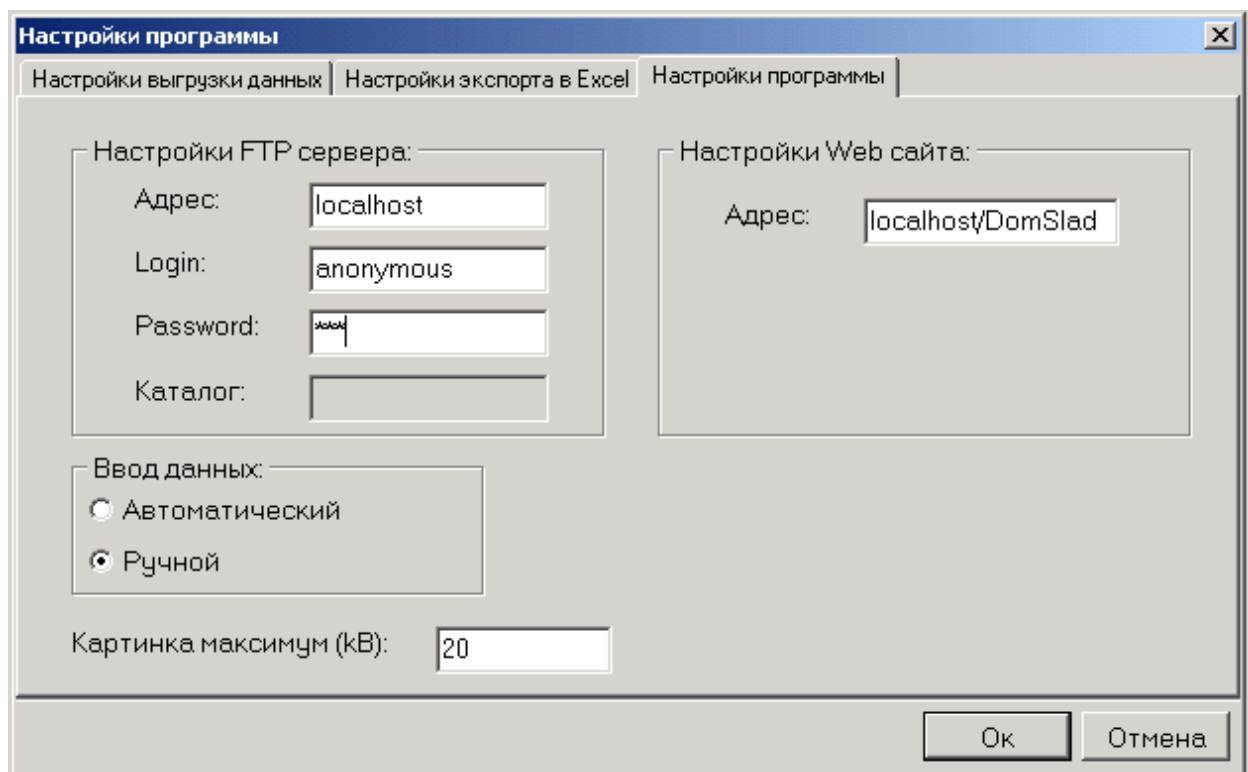 Настройки программы
Настройки выгрузки данных Настройки экспорта в Excel Настройки программы
Настройки FTP сервера: Настройки Web сайта:
Адрес: localhost Адрес: localhost/DomSlad
Login: anonymous
Password: ***
Каталог:
Ввод данных:
Автоматический
Ручной
Картинка максимум (kB): 20
Ок Отмена